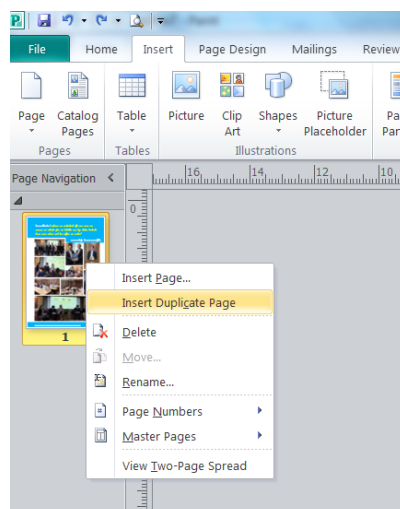 P
File Home Insert Page Design Mailings Review
Page Catalog Pages Table Picture Clip Art Shapes Picture Placeholder Pa
Par
Pages Tables Illustrations
Page Navigation
16 14 12 10
0
1
Insert Page...
Insert Duplicate Page
Delete
Move...
Rename...
Page Numbers
Master Pages
View Two-Page Spread